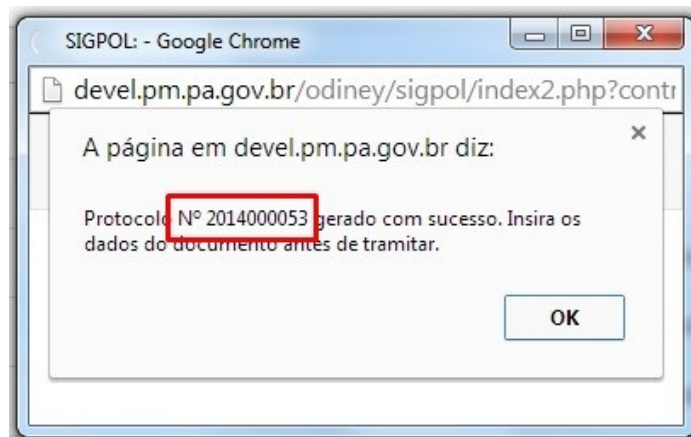 SIGPOL: - Google Chrome
devel.pm.pa.gov.br/odiney/sigpol/index2.php?contr
A página em devel.pm.pa.gov.br diz:
Protocolo Nº 2014000053 gerado com sucesso. Insira os
dados do documento antes de tramitar.
OK